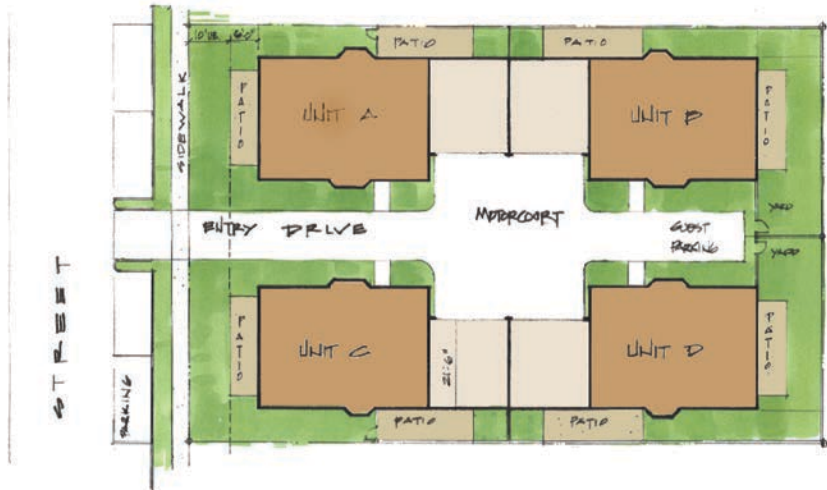 10' UE
6'0"
PATIO
PATIO
SIDEWALK
PATIO
UNIT A
UNIT B
PATIO
ENTRY DRIVE
MOTORCOURT
GUEST
PARKING
YARD
YARD
STREET
PARKING
PATIO
UNIT C
21'-6"
UNIT D
PATIO
PATIO
PATIO